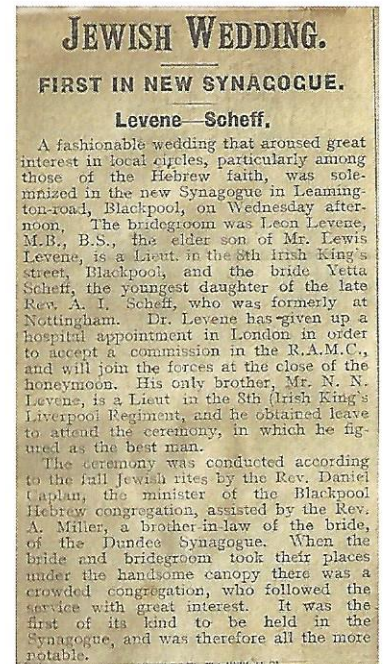 JEWISH WEDDING.
FIRST IN NEW SYNAGOGUE.
Levene—Scheff.
A fashionable wedding that aroused great
interest in local circles, particularly among
those of the Hebrew faith, was sole-
mnized in the new Synagogue in Leaming-
ton-road, Blackpool, on Wednesday after-
noon. The bridegroom was Leon Levene,
M.B., B.S., the elder son of Mr. Lewis
Levene, is a Lieut. in the 8th Irish King's
street, Blackpool, and the bride Yetta
Scheff, the youngest daughter of the late
Rev. A. I. Scheff, who was formerly at
Nottingham. Dr. Levene has given up a
hospital appointment in London in order
to accept a commission in the R.A.M.C.,
and will join the forces at the close of the
honeymoon. His only brother, Mr. N. N.
Levene, is a Lieut in the 8th (Irish King's
Liverpool Regiment, and he obtained leave
to attend the ceremony, in which he fig-
ured as the best man.
The ceremony was conducted according
to the full Jewish rites by the Rev. Daniel
Caplan, the minister of the Blackpool
Hebrew congregation, assisted by the Rev.
A. Miller, a brother-in-law of the bride,
of the Dundee Synagogue. When the
bride and bridegroom took their places
under the handsome canopy there was a
crowded congregation, who followed the
service with great interest. It was the
first of its kind to be held in the
Synagogue, and was therefore all the more
notable.